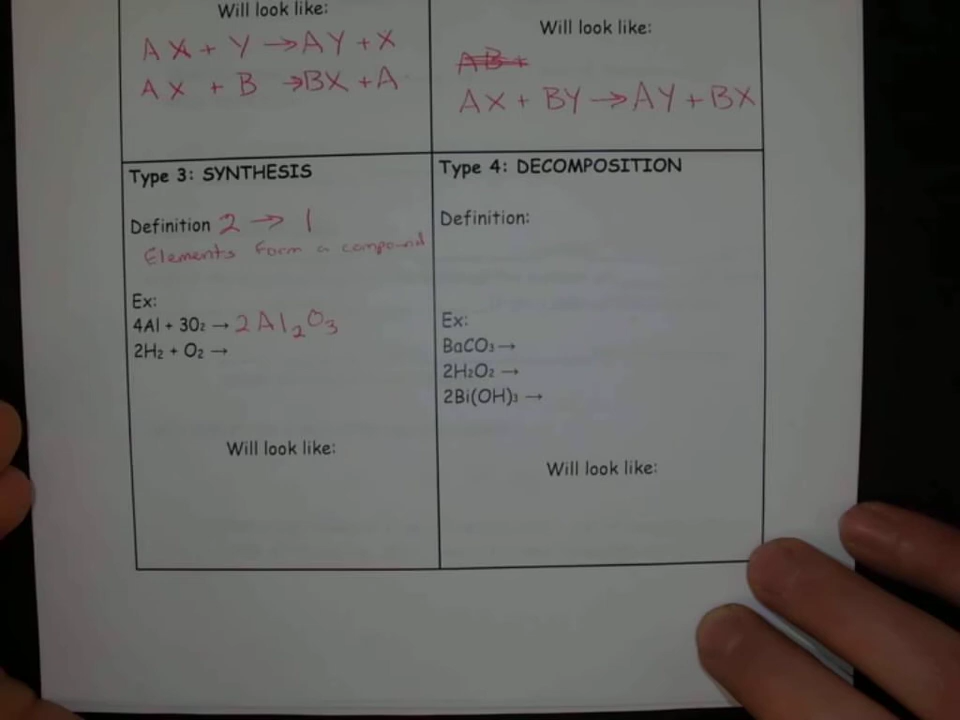 Will look like:
AX + Y → AY + X
AX + B → BX + A
Will look like:
AB +
AX + BY → AY + BX
Type 3: SYNTHESIS
Definition 2 → 1
Elements form a compound
Ex:
4Al + 3O₂ → 2Al₂O₃
2H₂ + O₂ →
Will look like:
Type 4: DECOMPOSITION
Definition:
Ex:
BaCO₃ →
2H₂O₂ →
2Bi(OH)₃ →
Will look like: